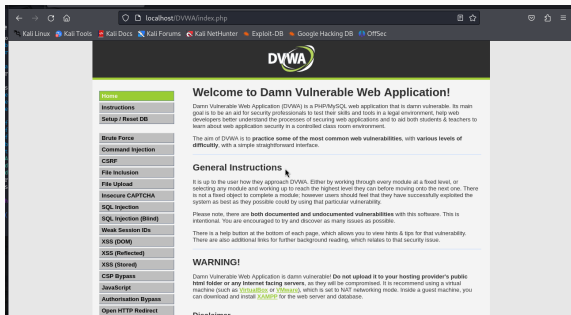 localhost/DVWA/index.php
Kali Linux Kali Tools Kali Docs Kali Forums Kali NetHunter Exploit-DB Google Hacking DB OffSec
DVWA
Home
Instructions
Setup / Reset DB
Brute Force
Command Injection
CSRF
File Inclusion
File Upload
Insecure CAPTCHA
SQL Injection
SQL Injection (Blind)
Weak Session IDs
XSS (DOM)
XSS (Reflected)
XSS (Stored)
CSP Bypass
JavaScript
Authorisation Bypass
Open HTTP Redirect
Welcome to Damn Vulnerable Web Application!
Damn Vulnerable Web Application (DVWA) is a PHP/MySQL web application that is damn vulnerable. Its main
goal is to be an aid for security professionals to test their skills and tools in a legal environment, help web
developers better understand the processes of securing web applications and to aid both students & teachers to
learn about web application security in a controlled class room environment.
The aim of DVWA is to practice some of the most common web vulnerabilities, with various levels of
difficultly, with a simple straightforward interface.
General Instructions
It is up to the user how they approach DVWA. Either by working through every module at a fixed level, or
selecting any module and working up to reach the highest level they can before moving onto the next one. There
is not a fixed object to complete a module; however users should feel that they have successfully exploited the
system as best as they possible could by using that particular vulnerability.
Please note, there are both documented and undocumented vulnerabilities with this software. This is
intentional. You are encouraged to try and discover as many issues as possible.
There is a help button at the bottom of each page, which allows you to view hints & tips for that vulnerability.
There are also additional links for further background reading, which relates to that security issue.
WARNING!
Damn Vulnerable Web Application is damn vulnerable! Do not upload it to your hosting provider's public
html folder or any Internet facing servers, as they will be compromised. It is recommend using a virtual
machine (such as VirtualBox or VMware), which is set to NAT networking mode. Inside a guest machine, you
can download and install XAMPP for the web server and database.
Disclaimer